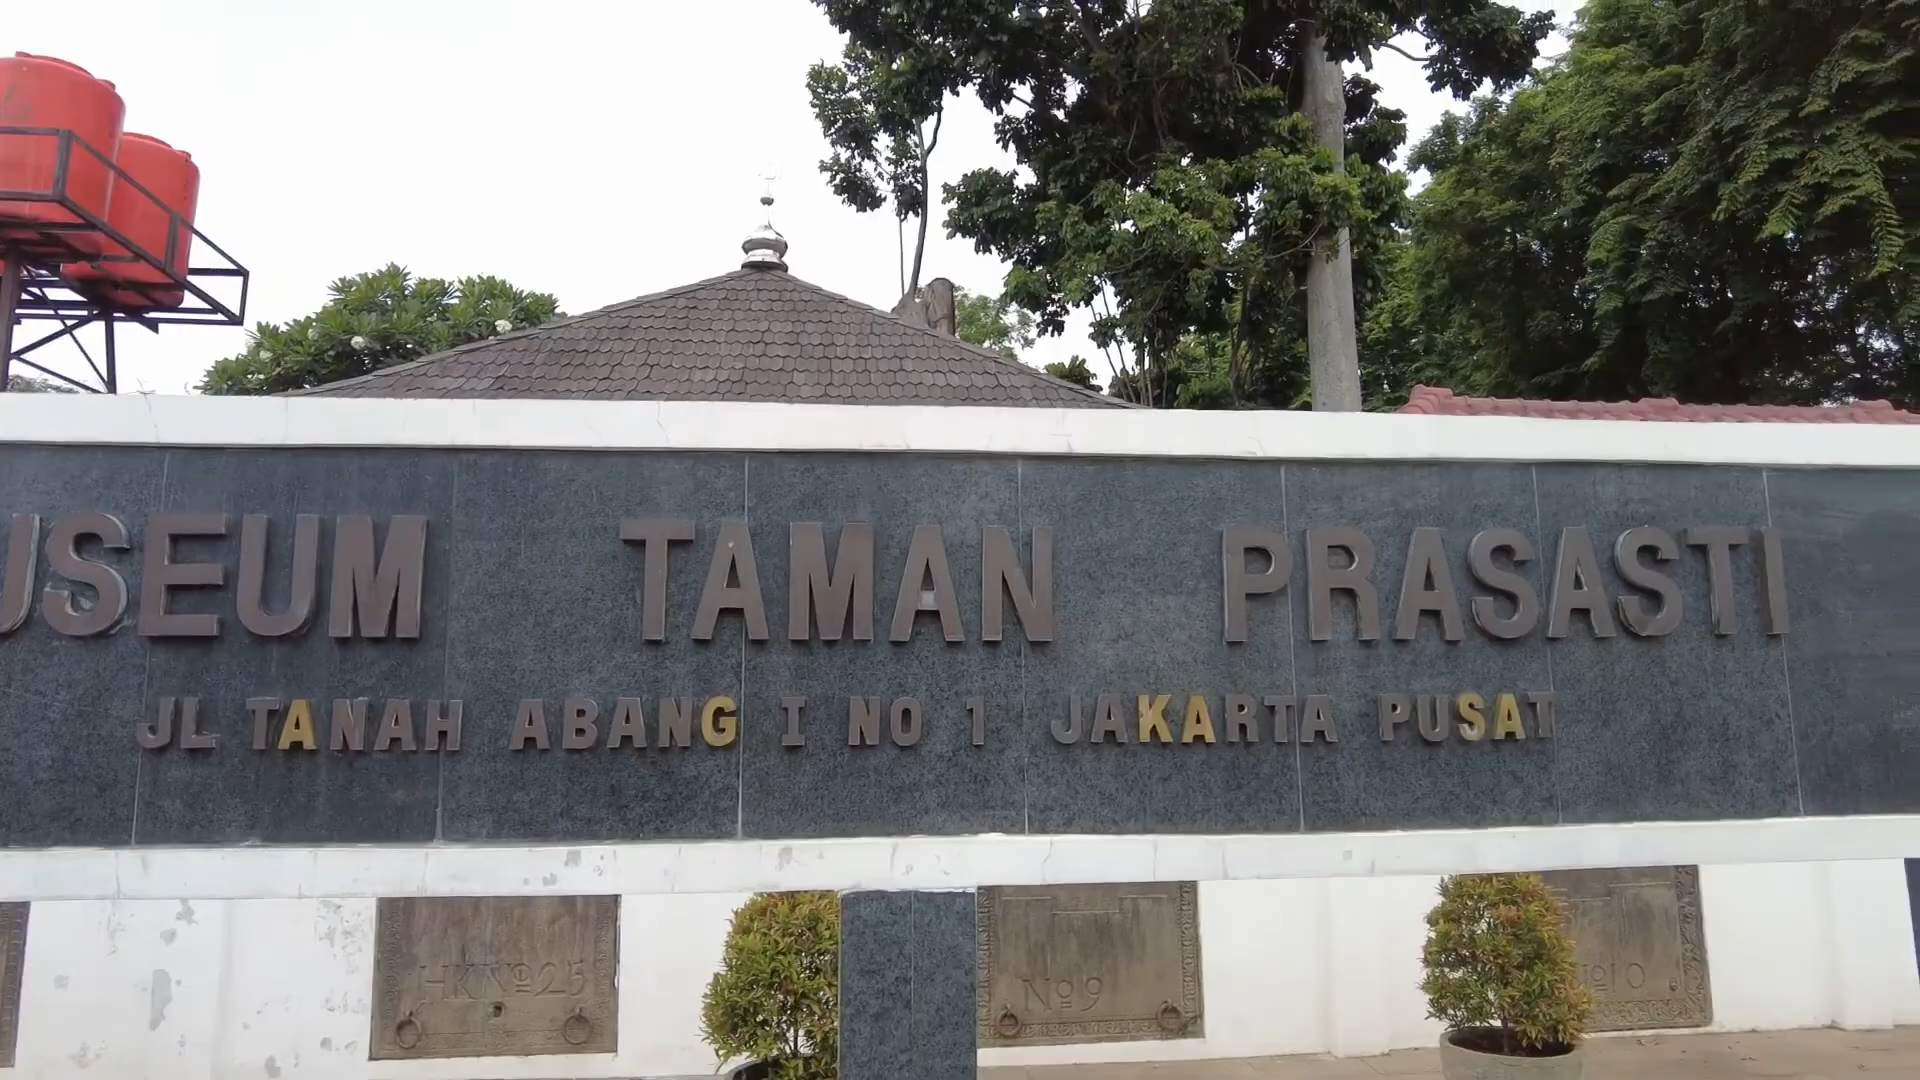 USEUM TAMAN PRASASTI
JL TANAH ABANG I NO 1 JAKARTA PUSAT
HK No 25
No 9
No 10